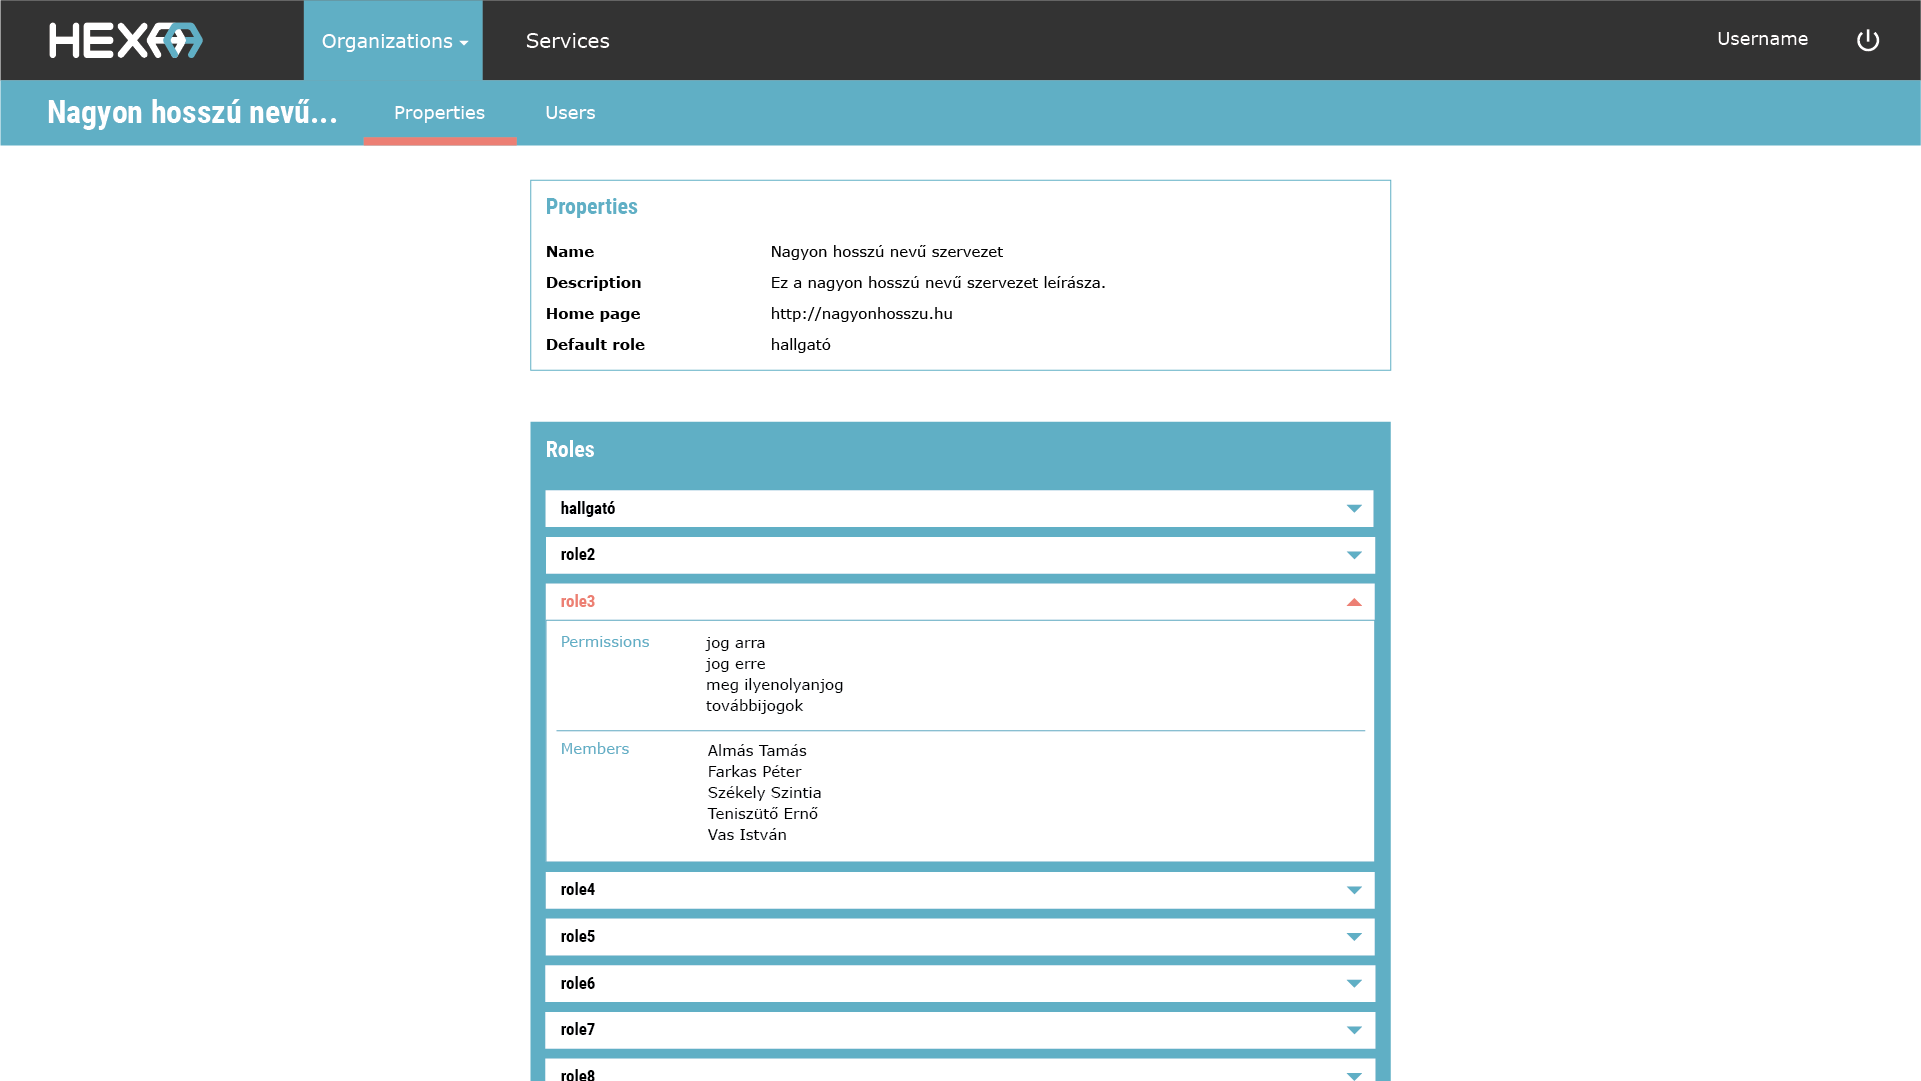 HEXAA
Organizations
Services
Username
Nagyon hosszú nevű...
Properties
Users
Properties
Name Nagyon hosszú nevű szervezet
Description Ez a nagyon hosszú nevű szervezet leírásza.
Home page http://nagyonhosszu.hu
Default role hallgató
Roles
hallgató
role2
role3
Permissions jog arra
jog erre
meg ilyenolyanjog
továbbijogok
Members Almás Tamás
Farkas Péter
Székely Szintia
Teniszütő Ernő
Vas István
role4
role5
role6
role7
role8